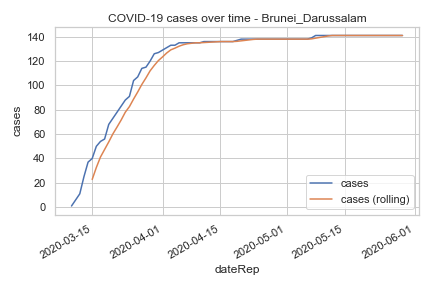 COVID-19 cases over time - Brunei_Darussalam
140
120
100
80
60
40
20
0
cases
2020-03-15
2020-04-01
2020-04-15
2020-05-01
2020-05-15
2020-06-01
dateRep
cases
cases (rolling)